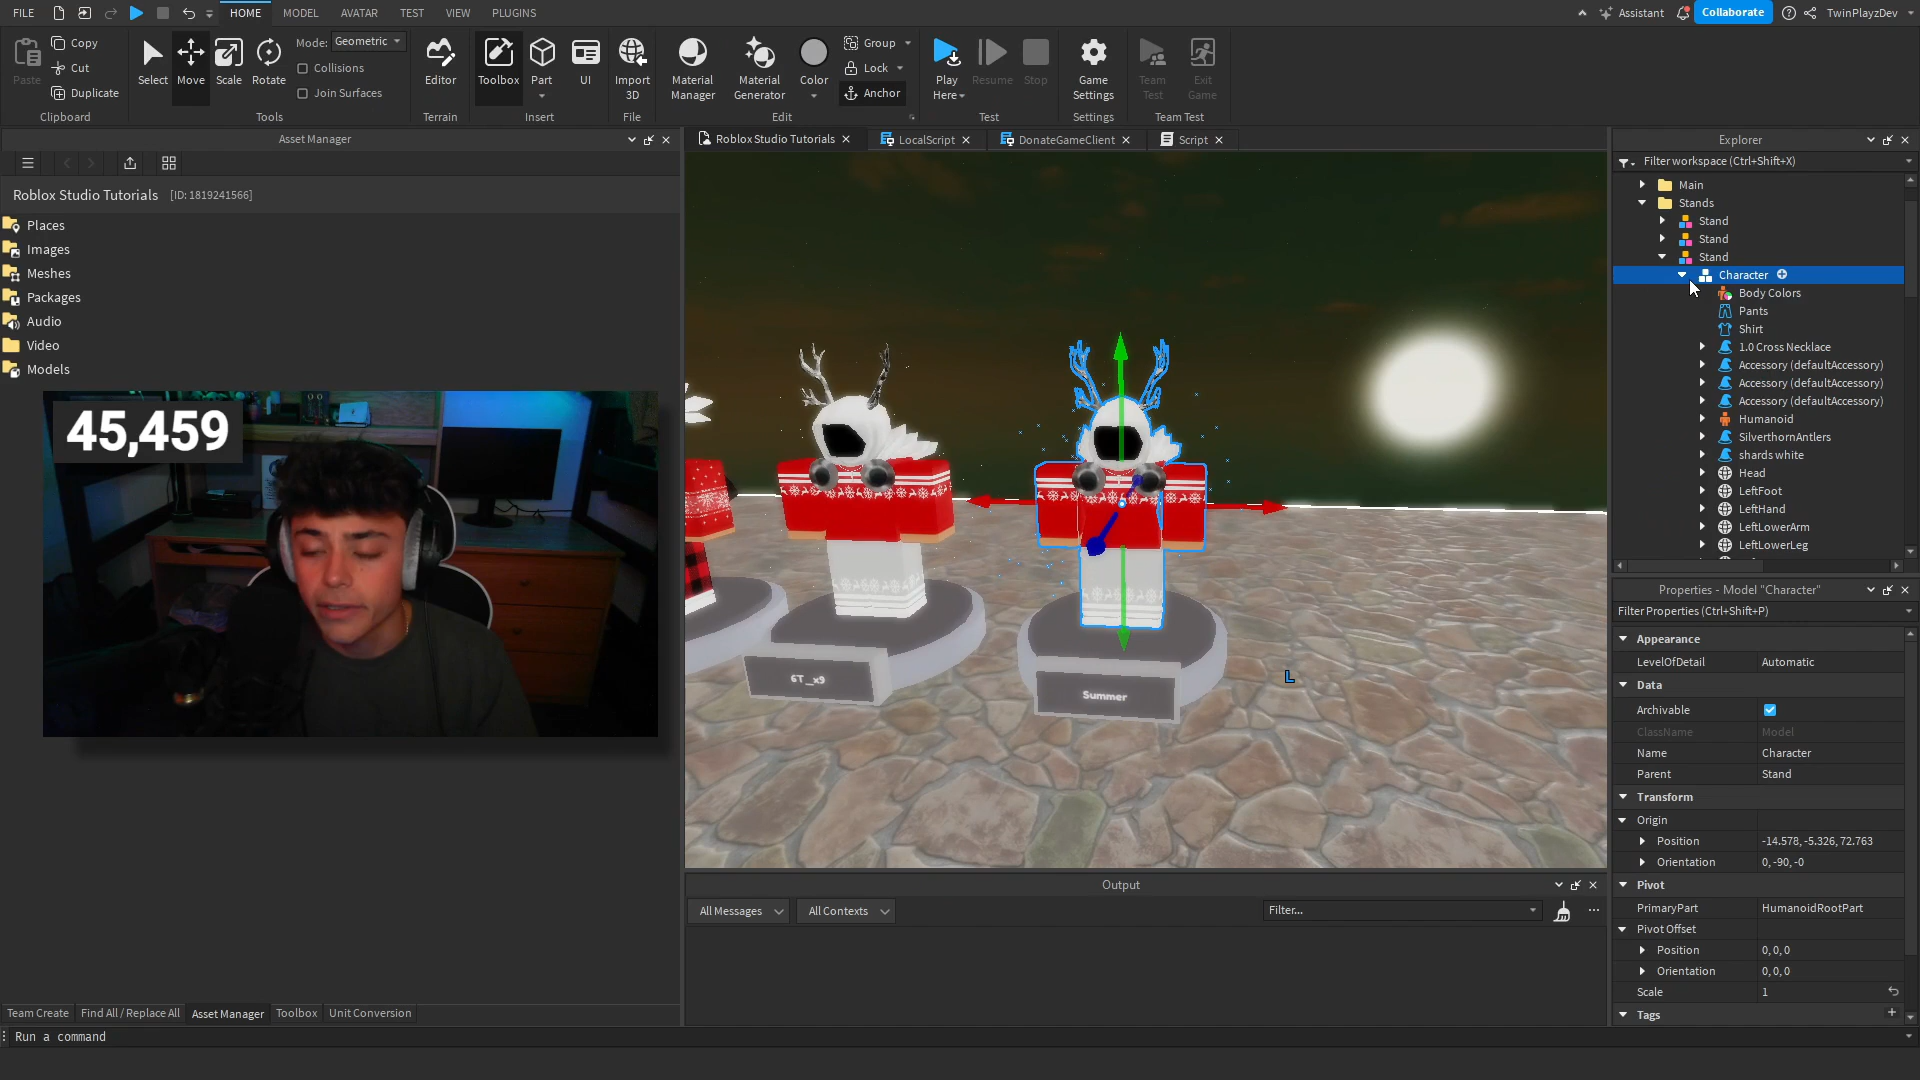 FILE HOME MODEL AVATAR TEST VIEW PLUGINS Assistant Collaborate TwinPlayzDev
Paste Copy Cut Duplicate
Clipboard
Select Move Scale Rotate
Mode: Geometric
Collisions
Join Surfaces
Tools
Editor
Terrain
Toolbox Part UI
Insert
Import 3D
File
Material Manager
Material Generator
Color
Group
Lock
Anchor
Edit
Play Here
Resume Stop
Test
Game Settings
Settings
Team Test
Exit Game
Team Test
Asset Manager
Roblox Studio Tutorials [ID: 1819241566]
Places
Images
Meshes
Packages
Audio
Video
Models
45,459
Team Create Find All / Replace All Asset Manager Toolbox Unit Conversion
Run a command
Roblox Studio Tutorials LocalScript DonateGameClient Script
6T_x9
Summer
L
Output
All Messages All Contexts Filter...
Explorer
Filter workspace (Ctrl+Shift+X)
Main
Stands
Stand
Stand
Stand
Character
Body Colors
Pants
Shirt
1.0 Cross Necklace
Accessory (defaultAccessory)
Accessory (defaultAccessory)
Accessory (defaultAccessory)
Humanoid
SilverthornAntlers
shards white
Head
LeftFoot
LeftHand
LeftLowerArm
LeftLowerLeg
Properties - Model "Character"
Filter Properties (Ctrl+Shift+P)
Appearance
LevelOfDetail Automatic
Data
Archivable
ClassName Model
Name Character
Parent Stand
Transform
Origin
Position -14.578, -5.326, 72.763
Orientation 0, -90, -0
Pivot
PrimaryPart HumanoidRootPart
Pivot Offset
Position 0, 0, 0
Orientation 0, 0, 0
Scale 1
Tags